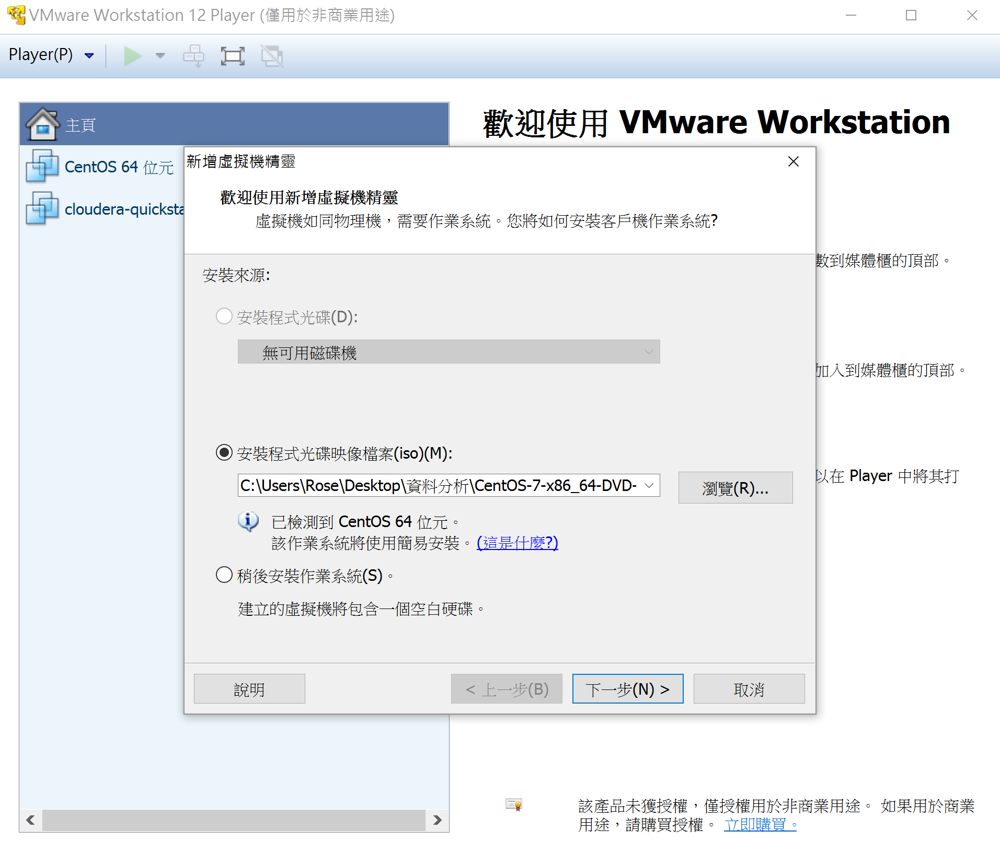 VMware Workstation 12 Player (僅用於非商業用途)
Player(P)
主頁
CentOS 64 位元
cloudera-quicksta
歡迎使用 VMware Workstation
新增虛擬機精靈
歡迎使用新增虛擬機精靈
虛擬機如同物理機，需要作業系統。您將如何安裝客戶機作業系統?
數到媒體櫃的頂部。
安裝來源:
安裝程式光碟(D):
無可用磁碟機
加入到媒體櫃的頂部。
安裝程式光碟映像檔案(iso)(M):
以在 Player 中將其打
C:\Users\Rose\Desktop\資料分析\CentOS-7-x86_64-DVD-
瀏覽(R)...
已檢測到 CentOS 64 位元。
該作業系統將使用簡易安裝。(這是什麼?)
稍後安裝作業系統(S)。
建立的虛擬機將包含一個空白硬碟。
說明
< 上一步(B)
下一步(N) >
取消
該產品未獲授權，僅授權用於非商業用途。 如果用於商業
用途，請購買授權。 立即購買。